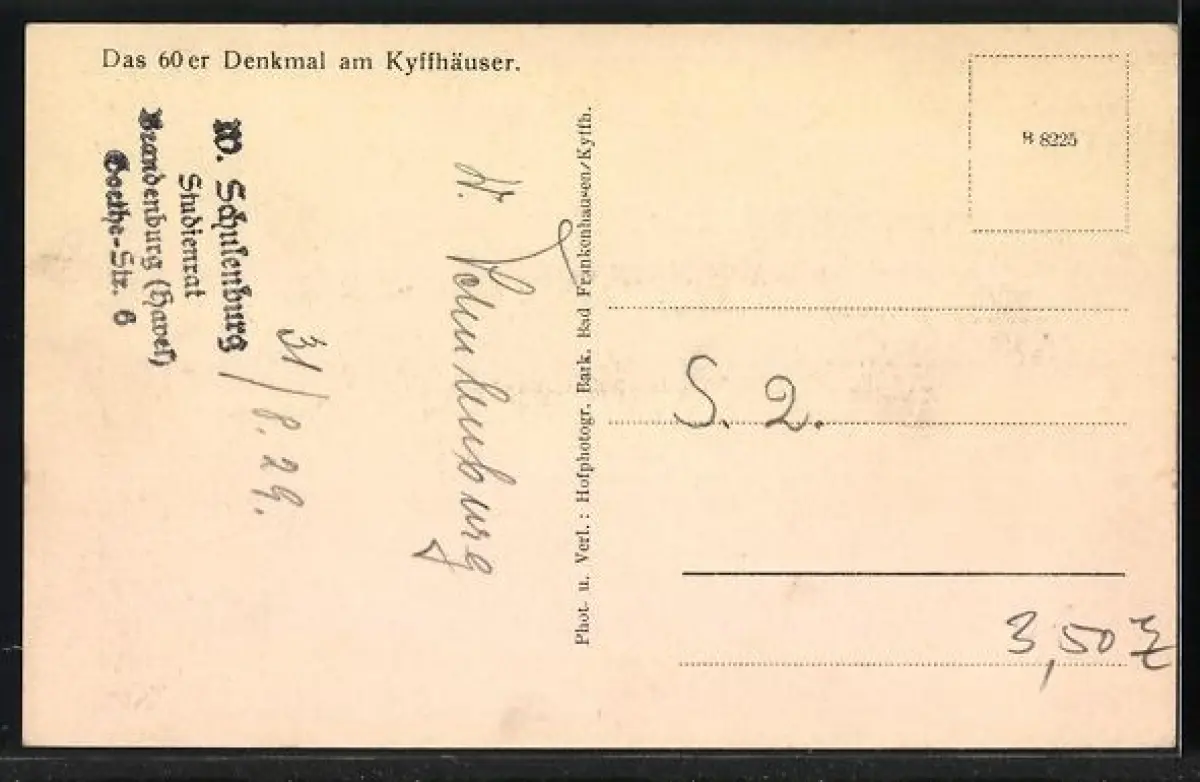 Das 60er Denkmal am Kyffhäuser.
W. Schulenburg
Studienrat
Brandenburg (Havel)
Goethe-Str. 6
31/8.29.
W. Schulenburg
Phot- u. Verl.: Hofphotogr. Bark. Bad Frankenhausen/Kyffh.
B 8225
S. 2.
3,50